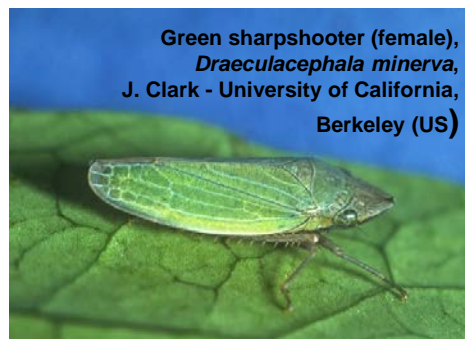 Green sharpshooter (female),
Draeculacephala minerva,
J. Clark - University of California,
Berkeley (US)